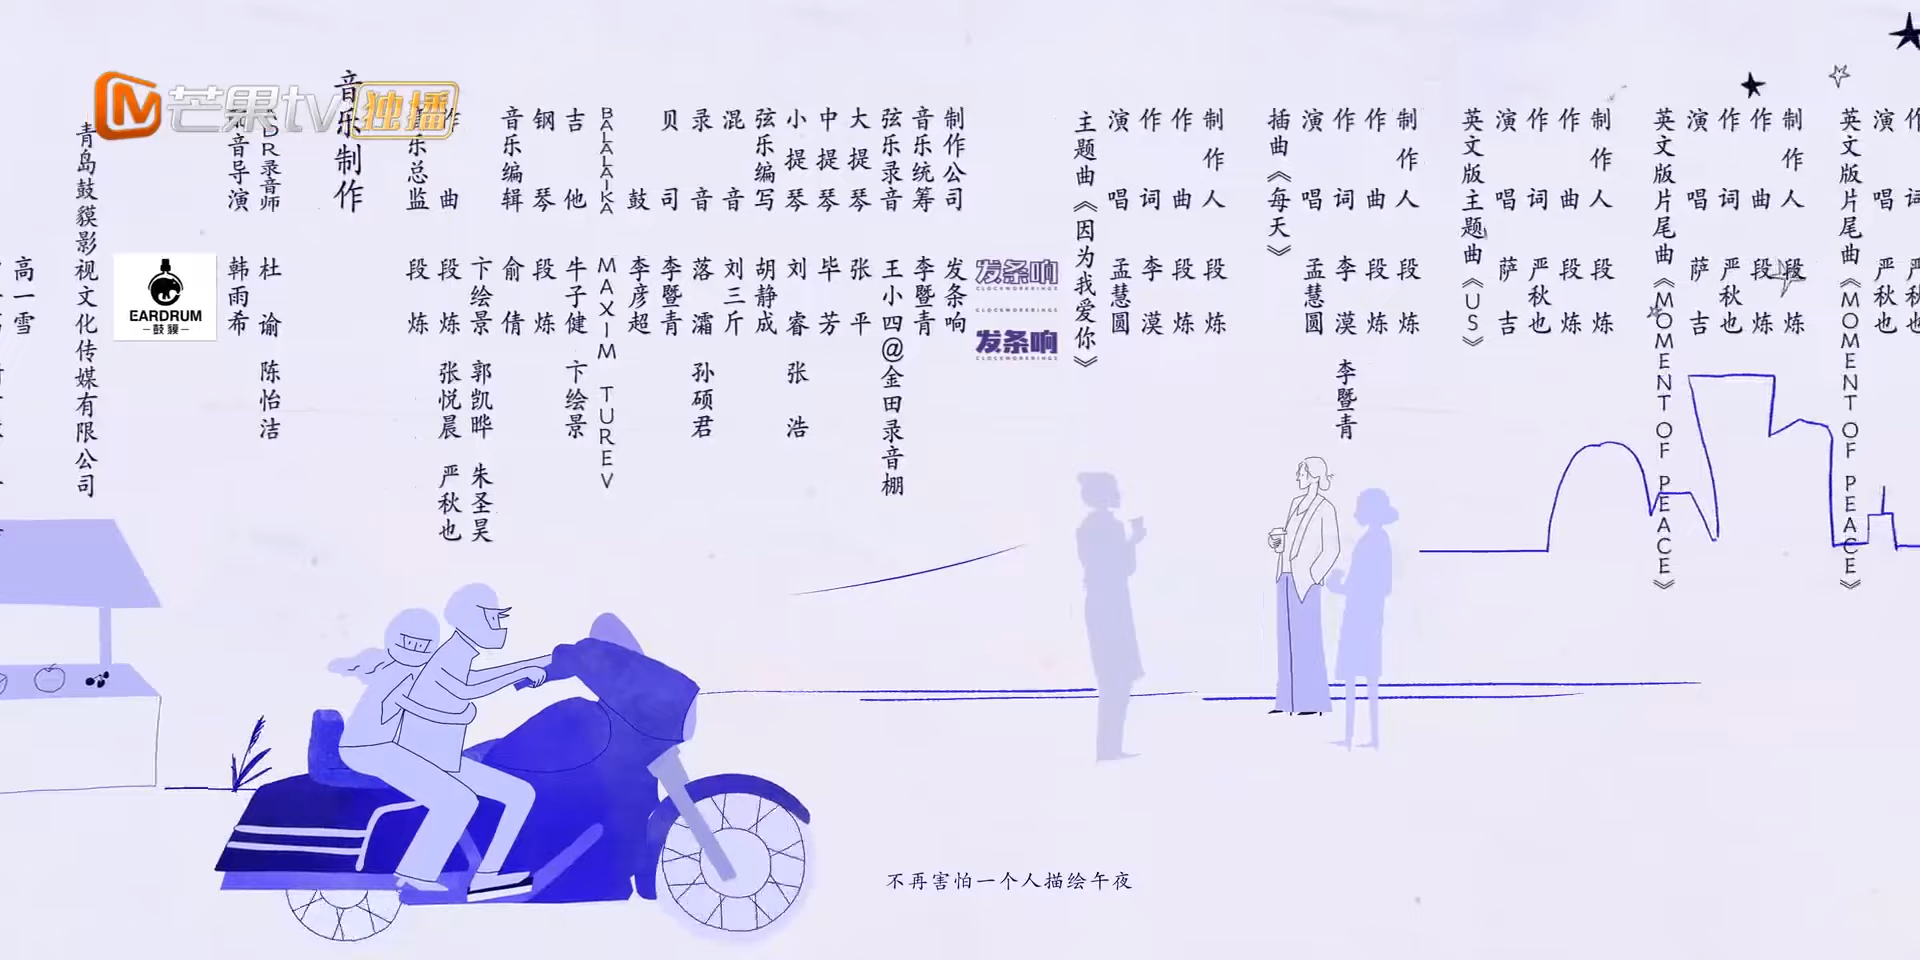 芒果tv 独播
高一雪
青岛鼓貘影视文化传媒有限公司
EARDRUM
鼓貘
韩雨希
ADR录音师 杜谕 陈怡洁
音乐制作
音乐总监 段炼
作曲 段炼 张悦晨 严秋也
卞绘景 郭凯晔 朱圣昊
音乐编辑 俞倩
钢琴 段炼
吉他 牛子健 卞绘景
BALALAIKA MAXIM TUREV
鼓 李彦超
贝司 李暨青
录音 落灀 孙硕君
混音 刘三斤
弦乐编写 胡静成
小提琴 刘睿 张浩
中提琴 毕芳
大提琴 张平
弦乐录音 王小四@金田录音棚
音乐统筹 李暨青
制作公司 发条响
发条响
CLOCKWORKRINGS
CLOCKWORKRINGS
发条响
CLOCKWORKRINGS
主题曲《因为我爱你》
演唱 孟慧圆
作词 李漠
作曲 段炼
制作人 段炼
插曲《每天》
演唱 孟慧圆
作词 李漠 李暨青
作曲 段炼
制作人 段炼
英文版主题曲《US》
演唱 萨吉
作词 严秋也
作曲 段炼
制作人 段炼
英文版片尾曲《MOMENT OF PEACE》
演唱 萨吉
作词 严秋也
作曲 段炼
制作人 段炼
英文版片尾曲《MOMENT OF PEACE》
演唱 严秋也
不再害怕一个人描绘午夜